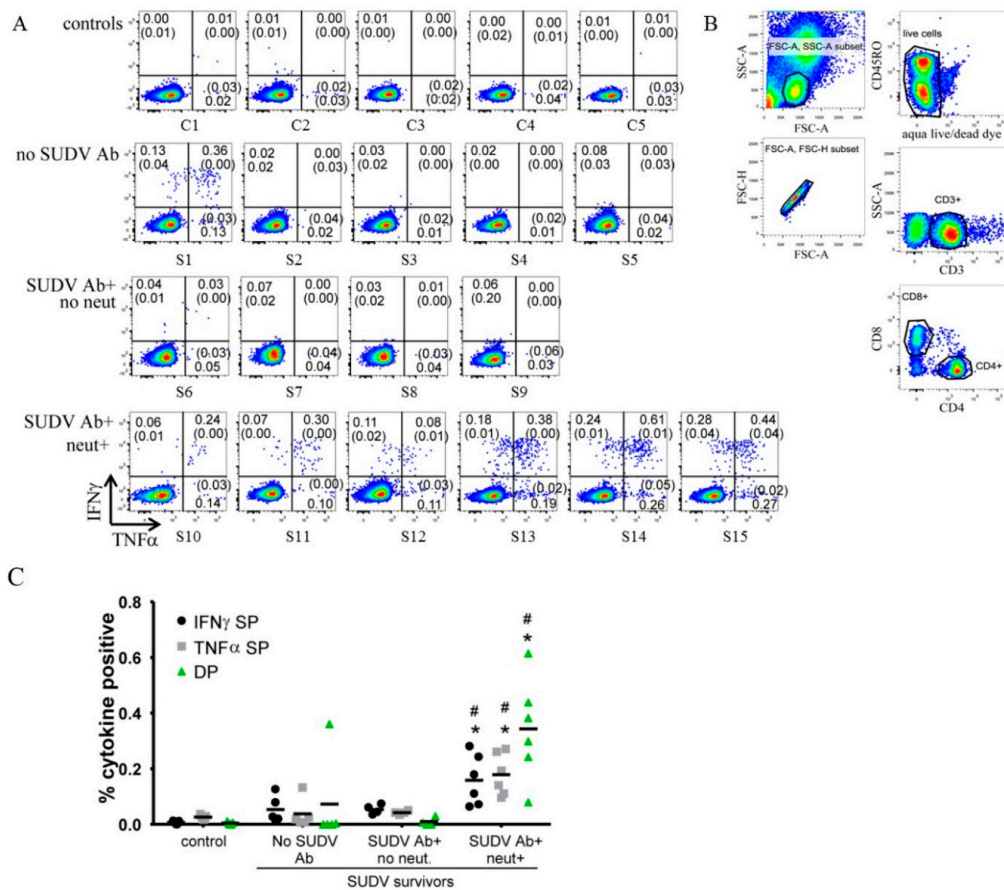 A
controls
0.00 0.01
(0.01) (0.00)
(0.03)
0.02
C1
0.01 0.01
(0.01) (0.00)
(0.02)
(0.03)
C2
0.00 0.00
(0.01) (0.00)
(0.02)
(0.02)
C3
0.00 0.00
(0.02) (0.01)
(0.02)
0.04
C4
0.01 0.01
(0.01) (0.00)
(0.03)
0.03
C5
no SUDV Ab
0.13 0.36
(0.04 (0.00)
(0.03)
0.13
S1
0.02 0.00
0.02 (0.03)
(0.04)
0.02
S2
0.03 0.00
0.02 (0.00)
(0.02)
0.01
S3
0.02 0.00
0.00 (0.00)
(0.02)
0.01
S4
0.08 0.00
0.03 (0.03)
(0.04)
0.02
S5
SUDV Ab+
no neut
0.04 0.03
(0.01 (0.00)
(0.03)
0.05
S6
0.07 0.00
0.02 (0.00)
(0.04)
0.04
S7
0.03 0.01
0.02 (0.00)
(0.03)
0.04
S8
0.06 0.00
0.20 (0.00)
(0.06)
0.03
S9
SUDV Ab+
neut+
0.06 0.24
(0.01 (0.00)
(0.03)
0.14
S10
0.07 0.30
(0.00. (0.00)
(0.00)
0.10
S11
0.11 0.08
(0.02) (0.01)
(0.03)
0.11
S12
0.18 0.38
(0.01) (0.00)
(0.02)
0.19
S13
0.24 0.61
(0.01) (0.01)
(0.05)
0.26
S14
0.28 0.44
(0.04) (0.04)
(0.02)
0.27
S15
IFNγ
TNFα
B
SSC-A
FSC-A, SSC-A subset
FSC-A
CD45RO
live cells
aqua live/dead dye
FSC-H
FSC-A, FSC-H subset
FSC-A
SSC-A
CD3+
CD3
CD8
CD8+
CD4+
CD4
C
% cytokine positive
0.8
0.6
0.4
0.2
0.0
IFNγ SP
TNFα SP
DP
#
*
#
*
#
*
control
No SUDV
Ab
SUDV Ab+
no neut.
SUDV Ab+
neut+
SUDV survivors